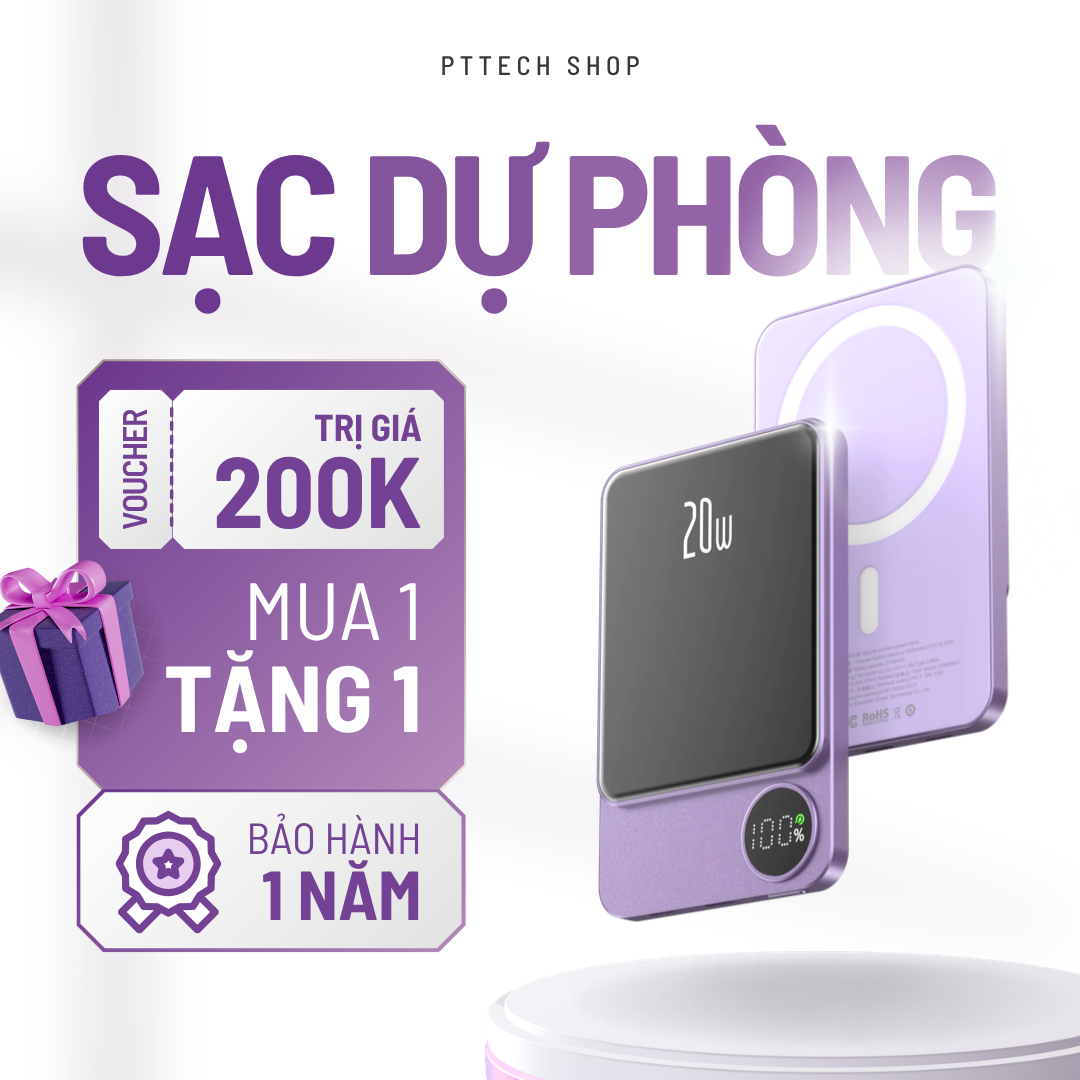 PTTECH SHOP
SẠC DỰ PHÒNG
VOUCHER
TRỊ GIÁ
200K
MUA 1
TẶNG 1
BẢO HÀNH
1 NĂM
20w
100%
RoHS